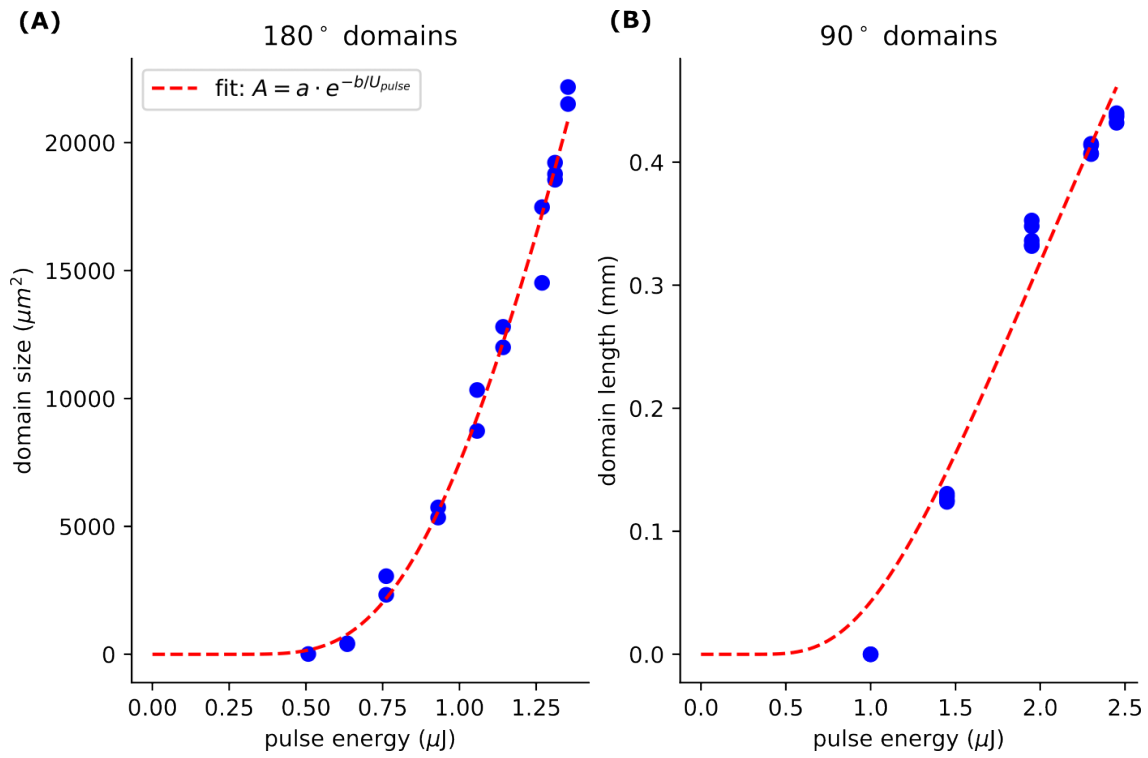 (A)
180° domains
fit: A = a · e^{-b/U_{pulse}}
domain size (μm²)
20000
15000
10000
5000
0
0.00 0.25 0.50 0.75 1.00 1.25
pulse energy (μJ)
(B)
90° domains
domain length (mm)
0.4
0.3
0.2
0.1
0.0
0.0 0.5 1.0 1.5 2.0 2.5
pulse energy (μJ)